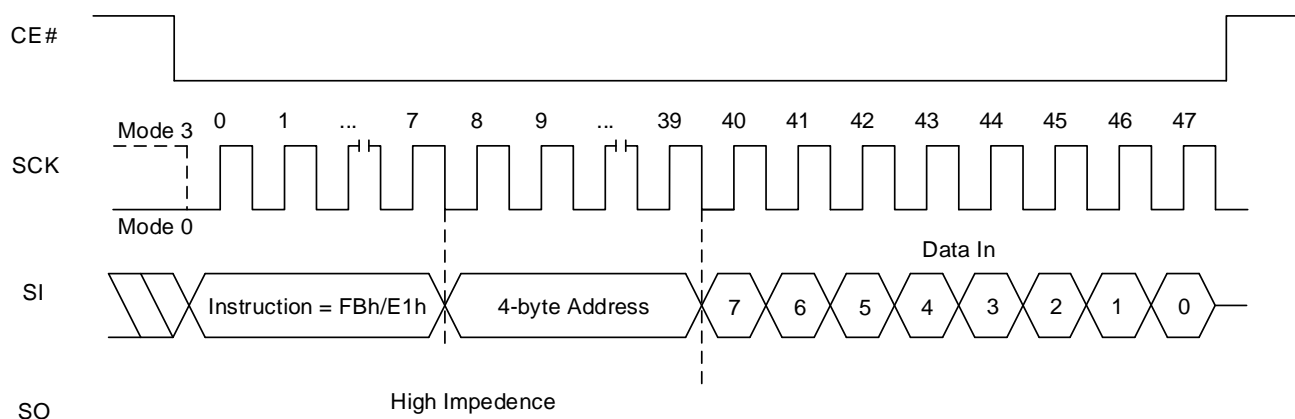 CE#
Mode 3 0 1 ... 7 8 9 ... 39 40 41 42 43 44 45 46 47
SCK
Mode 0
Data In
SI Instruction = FBh/E1h 4-byte Address 7 6 5 4 3 2 1 0
High Impedence
SO